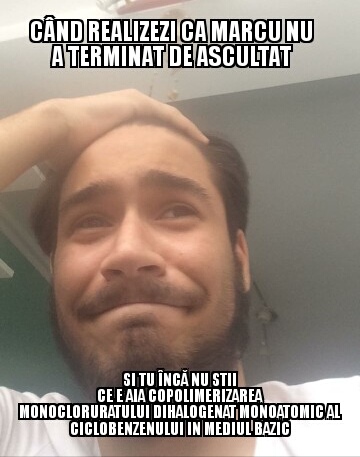 CÂND REALIZEZI CA MARCU NU
A TERMINAT DE ASCULTAT
SI TU ÎNCĂ NU STII
CE E AIA COPOLIMERIZAREA
MONOCLORURATULUI DIHALOGENAT MONOATOMIC AL
CICLOBENZENULUI IN MEDIUL BAZIC